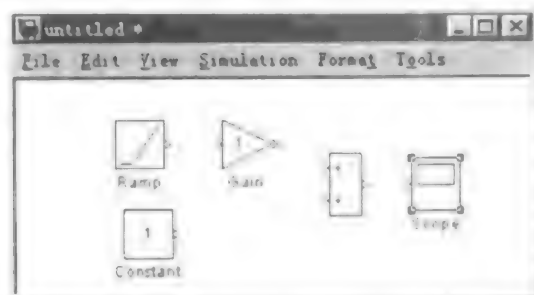 untitled *
File Edit View Simulation Format Tools
1
Ramp
Gain
+
+
Scope
1
Constant